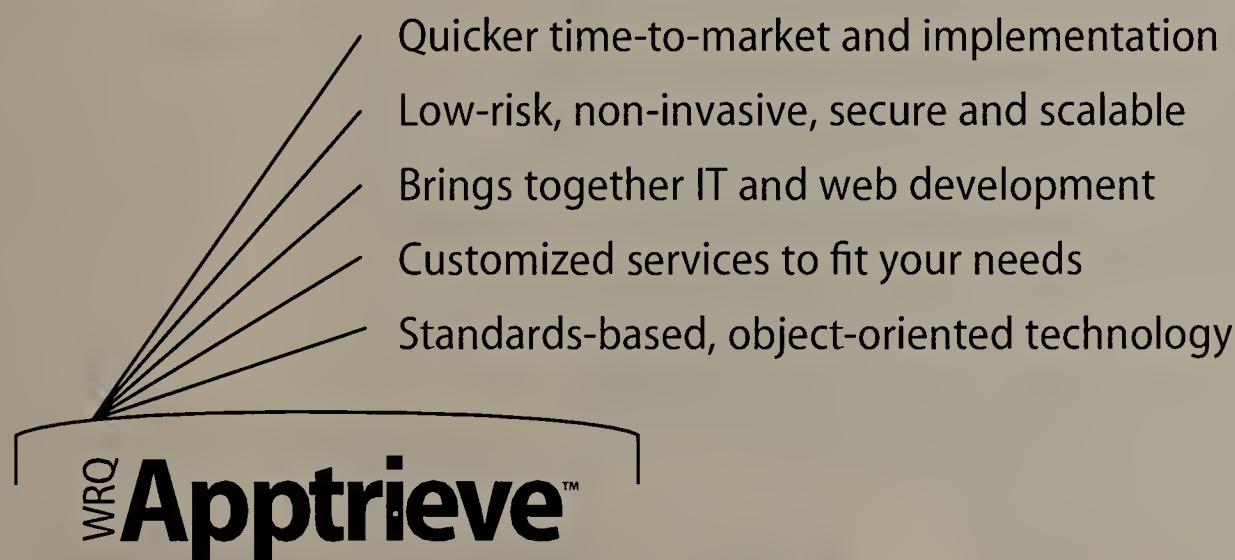 Quicker time-to-market and implementation
Low-risk, non-invasive, secure and scalable
Brings together IT and web development
Customized services to fit your needs
Standards-based, object-oriented technology
WRQ Apptrieve™